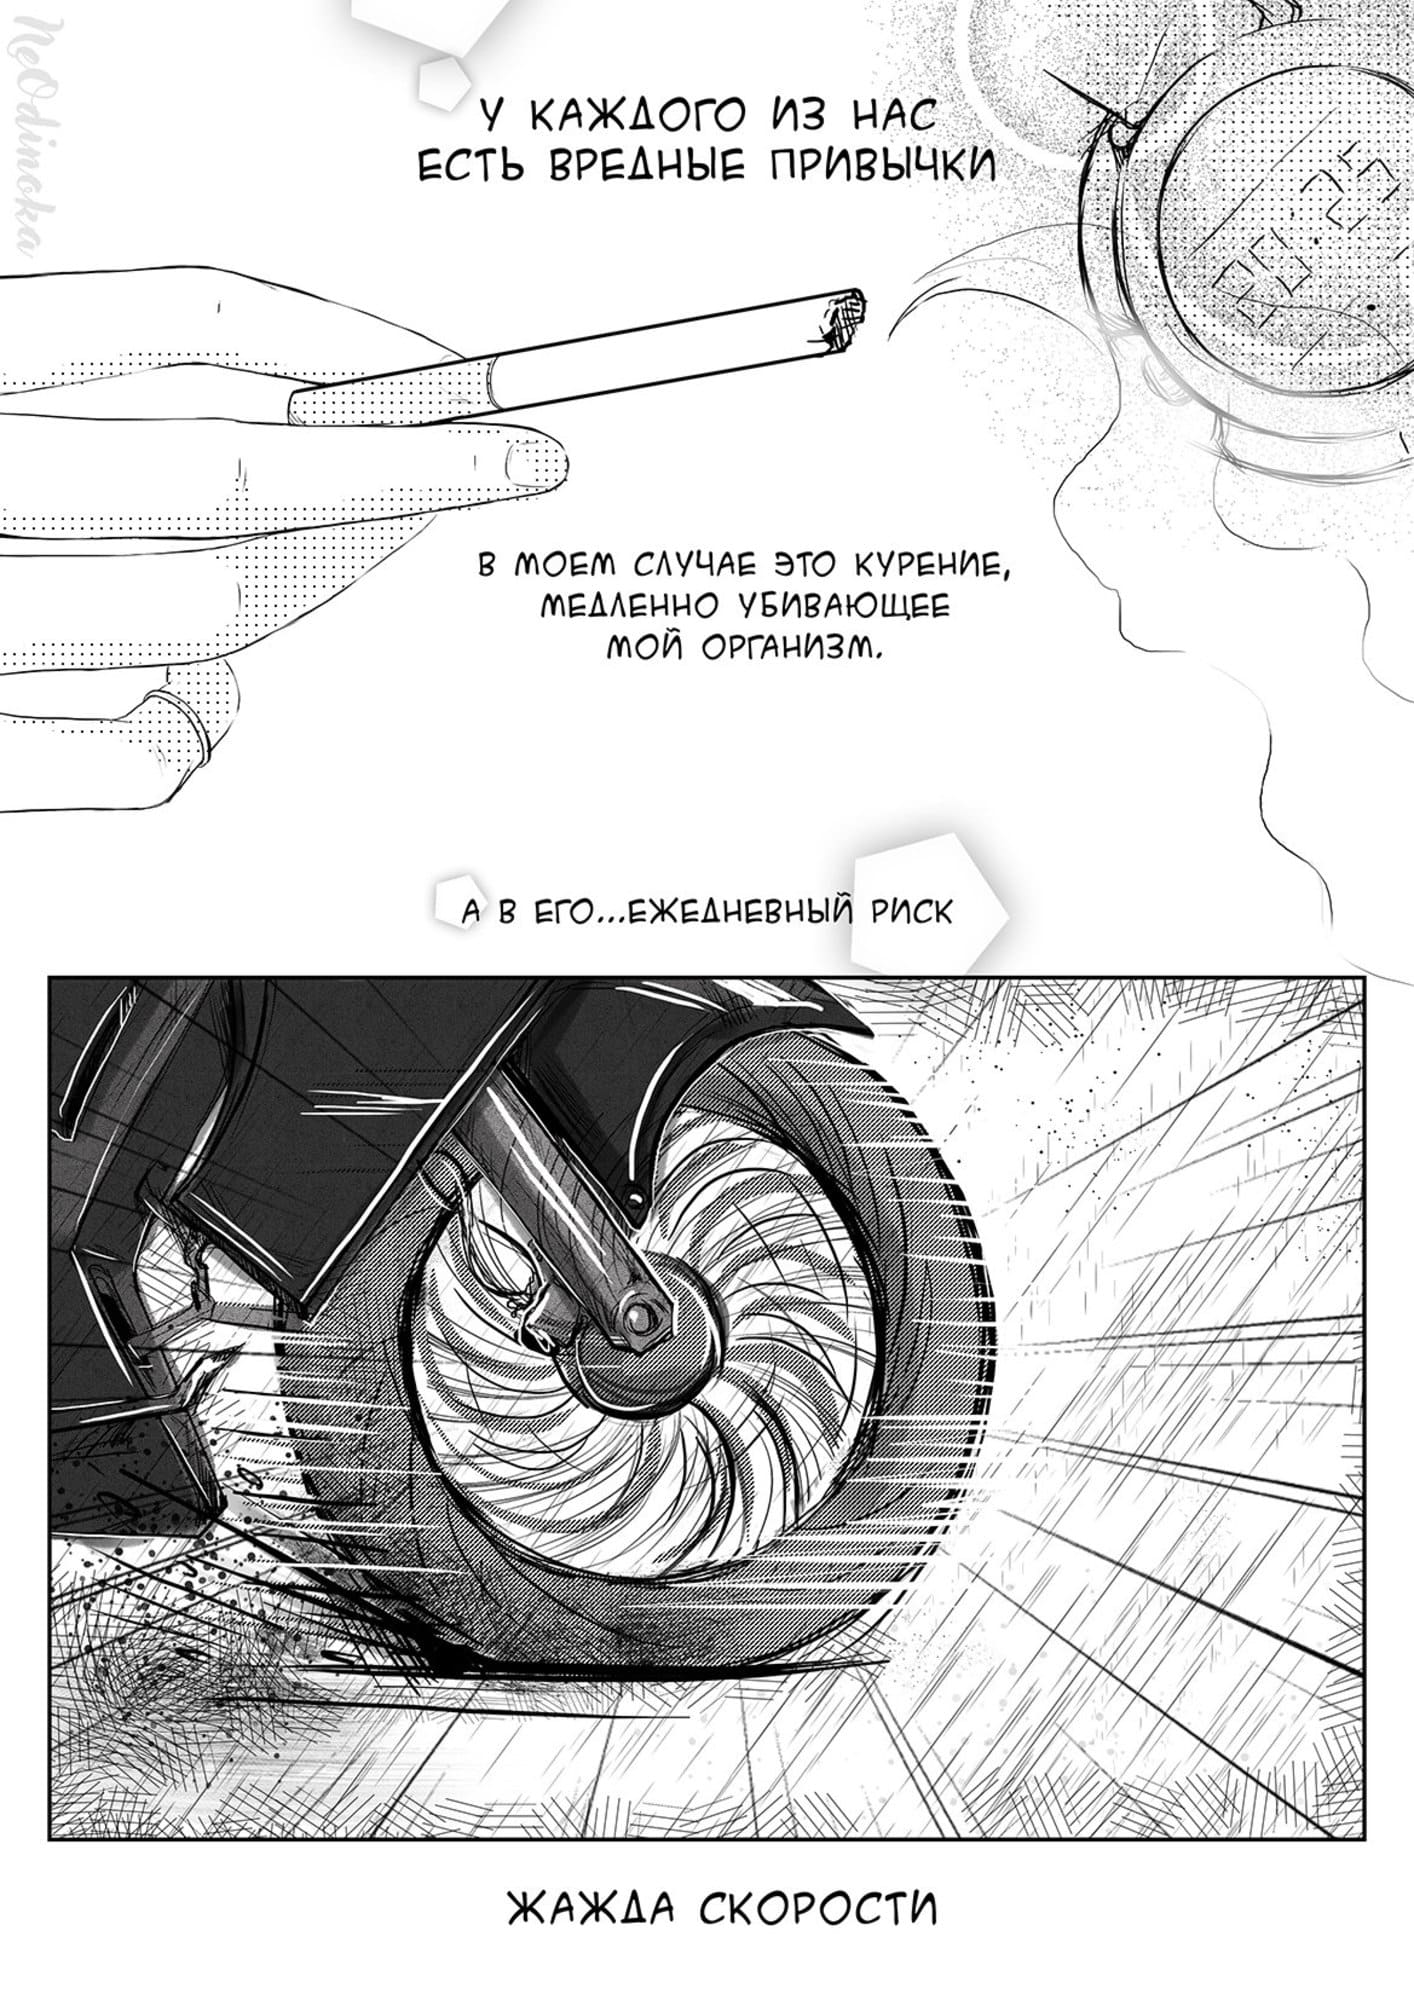 NeOdinoka
У КАЖДОГО ИЗ НАС
ЕСТЬ ВРЕДНЫЕ ПРИВЫЧКИ
В МОЕМ СЛУЧАЕ ЭТО КУРЕНИЕ,
МЕДЛЕННО УБИВАЮЩЕЕ
МОЙ ОРГАНИЗМ.
А В ЕГО...ЕЖЕДНЕВНЫЙ РИСК
ЖАЖДА СКОРОСТИ